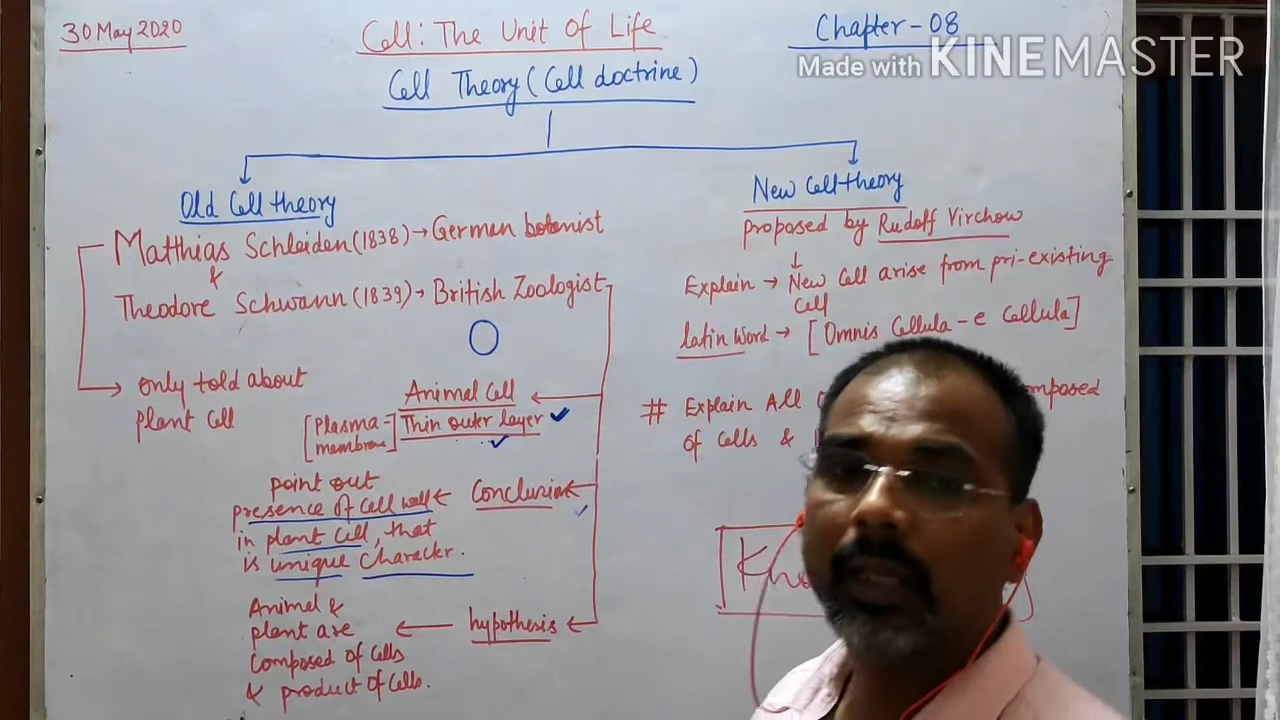 30 May 2020
Cell: The Unit Of Life
Chapter-08
Made with KINEMASTER
Cell Theory (Cell doctrine)
Old Cell theory
Matthias Schleiden (1838) → German botonist
&
Theodore Schwann (1839) → British Zoologist
only told about
plant cell
Animal Cell
Thin outer layer
[plasma-
membrane]
Conclusion
point out
presence of cell wall
in plant cell, that
is unique character.
hypothesis
Animal &
plant are
Composed of cells
& product of cells.
New Cell theory
proposed by Rudolf Virchow
Explain → New Cell arise from pri-existing
Cell
latin word → [Omnis Cellula-e Cellula]
# Explain All
of cells &